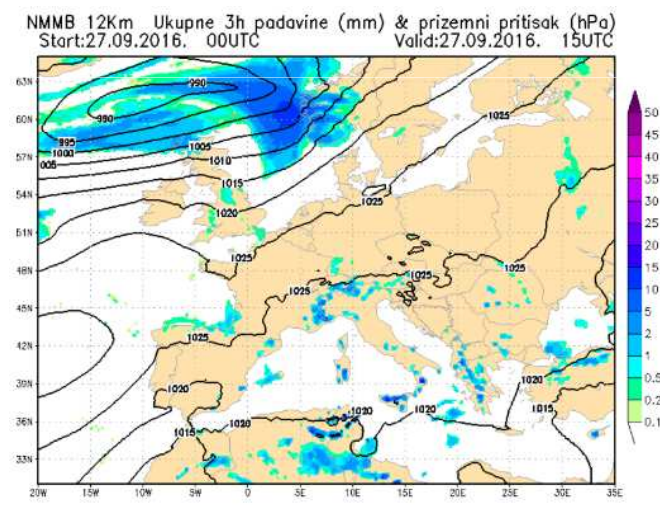 NMMB 12Km Ukupne 3h padavine (mm) & prizemni pritisak (hPa)
Start:27.09.2016. 00UTC Valid:27.09.2016. 15UTC
63N
60N
57N
54N
51N
48N
45N
42N
39N
36N
33N
20W 15W 10W 5W 0 5E 10E 15E 20E 25E 30E 35E
990
990
995
1000
005
1005
1010
1015
1020
1025
1025
1025
1025
1025
1025
1025
1020
1015
1020
1020
1020
1020
1015
50
45
40
35
30
25
20
15
10
5
2
1
0.5
0.2
0.1